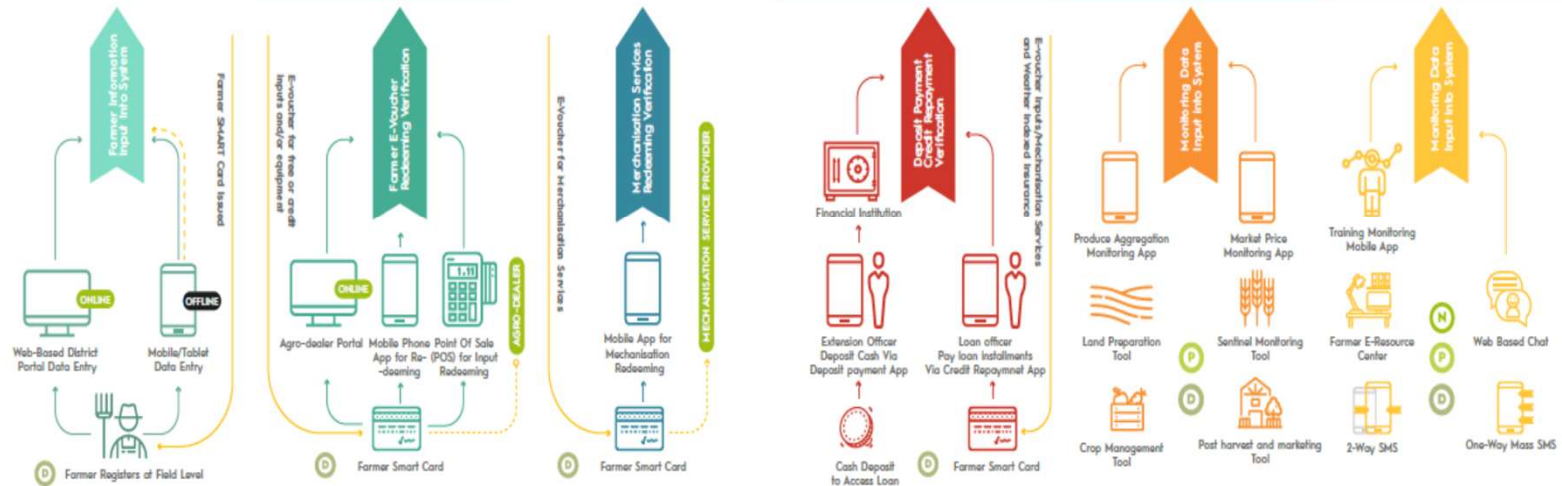 Farmer Information
Input Into System
Farmer SMART Card Issued
ONLINE
OFFLINE
Web-Based District
Portal Data Entry
Mobile/Tablet
Data Entry
D
Farmer Registers at Field Level
E-voucher for free or credit
inputs and/or equipment
Farmer E-Voucher
Redeeming Verification
ONLINE
1.11
AGRO-DEALER
Agro-dealer Portal
Mobile Phone
App for Re-
-deeming
Point Of Sale
(POS) for Input
Redeeming
D
Farmer Smart Card
E-Voucher for Merchanisation Services
Merchanisation Services
Redeeming Verification
MECHANISATION SERVICE PROVIDER
Mobile App for
Mechanisation
Redeeming
D
Farmer Smart Card
Deposit Payment
Credit Repayment
Verification
E-voucher Inputs/Mechanisation Services
and Weather Indexed Insurance
Financial Institution
Extension Officer
Deposit Cash Via
Deposit payment App
Loan officer
Pay loan Installments
Via Credit Repaymnet App
Cash Deposit
to Access Loan
D
Farmer Smart Card
Monitoring Data
Input Into System
Produce Aggregation
Monitoring App
Market Price
Monitoring App
Land Preparation
Tool
Sentinel Monitoring
Tool
P
D
Crop Management
Tool
Post harvest and marketing
Tool
Monitoring Data
Input Into System
Training Monitoring
Mobile App
Farmer E-Resource
Center
Web Based Chat
N
P
D
2-Way SMS
One-Way Mass SMS